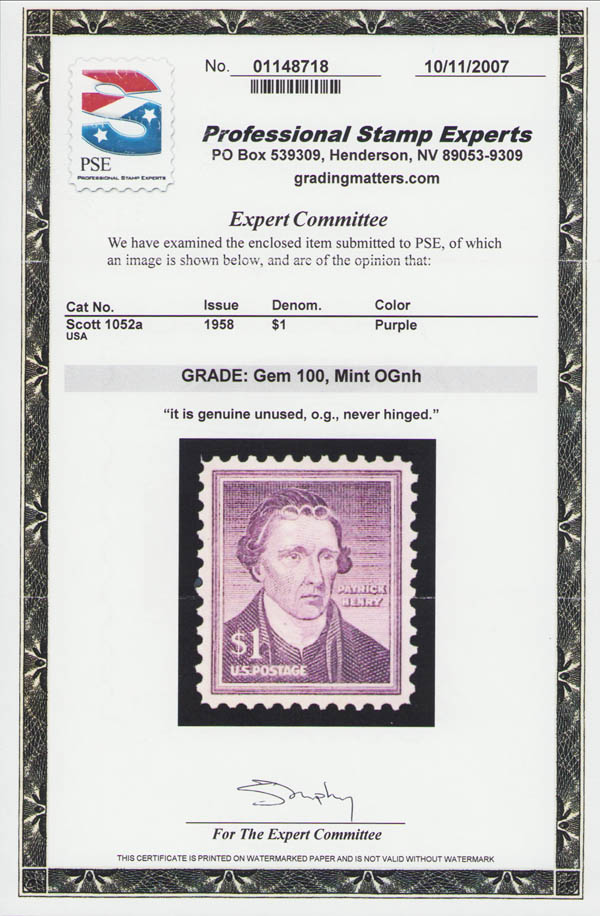 No. 01148718 10/11/2007
PSE
PROFESSIONAL STAMP EXPERTS
Professional Stamp Experts
PO Box 539309, Henderson, NV 89053-9309
gradingmatters.com
Expert Committee
We have examined the enclosed item submitted to PSE, of which
an image is shown below, and are of the opinion that:
Cat No. Issue Denom. Color
Scott 1052a 1958 $1 Purple
USA
GRADE: Gem 100, Mint OGnh
“it is genuine unused, o.g., never hinged.”
PATRICK
HENRY
$1
U.S. POSTAGE
For The Expert Committee
THIS CERTIFICATE IS PRINTED ON WATERMARKED PAPER AND IS NOT VALID WITHOUT WATERMARK